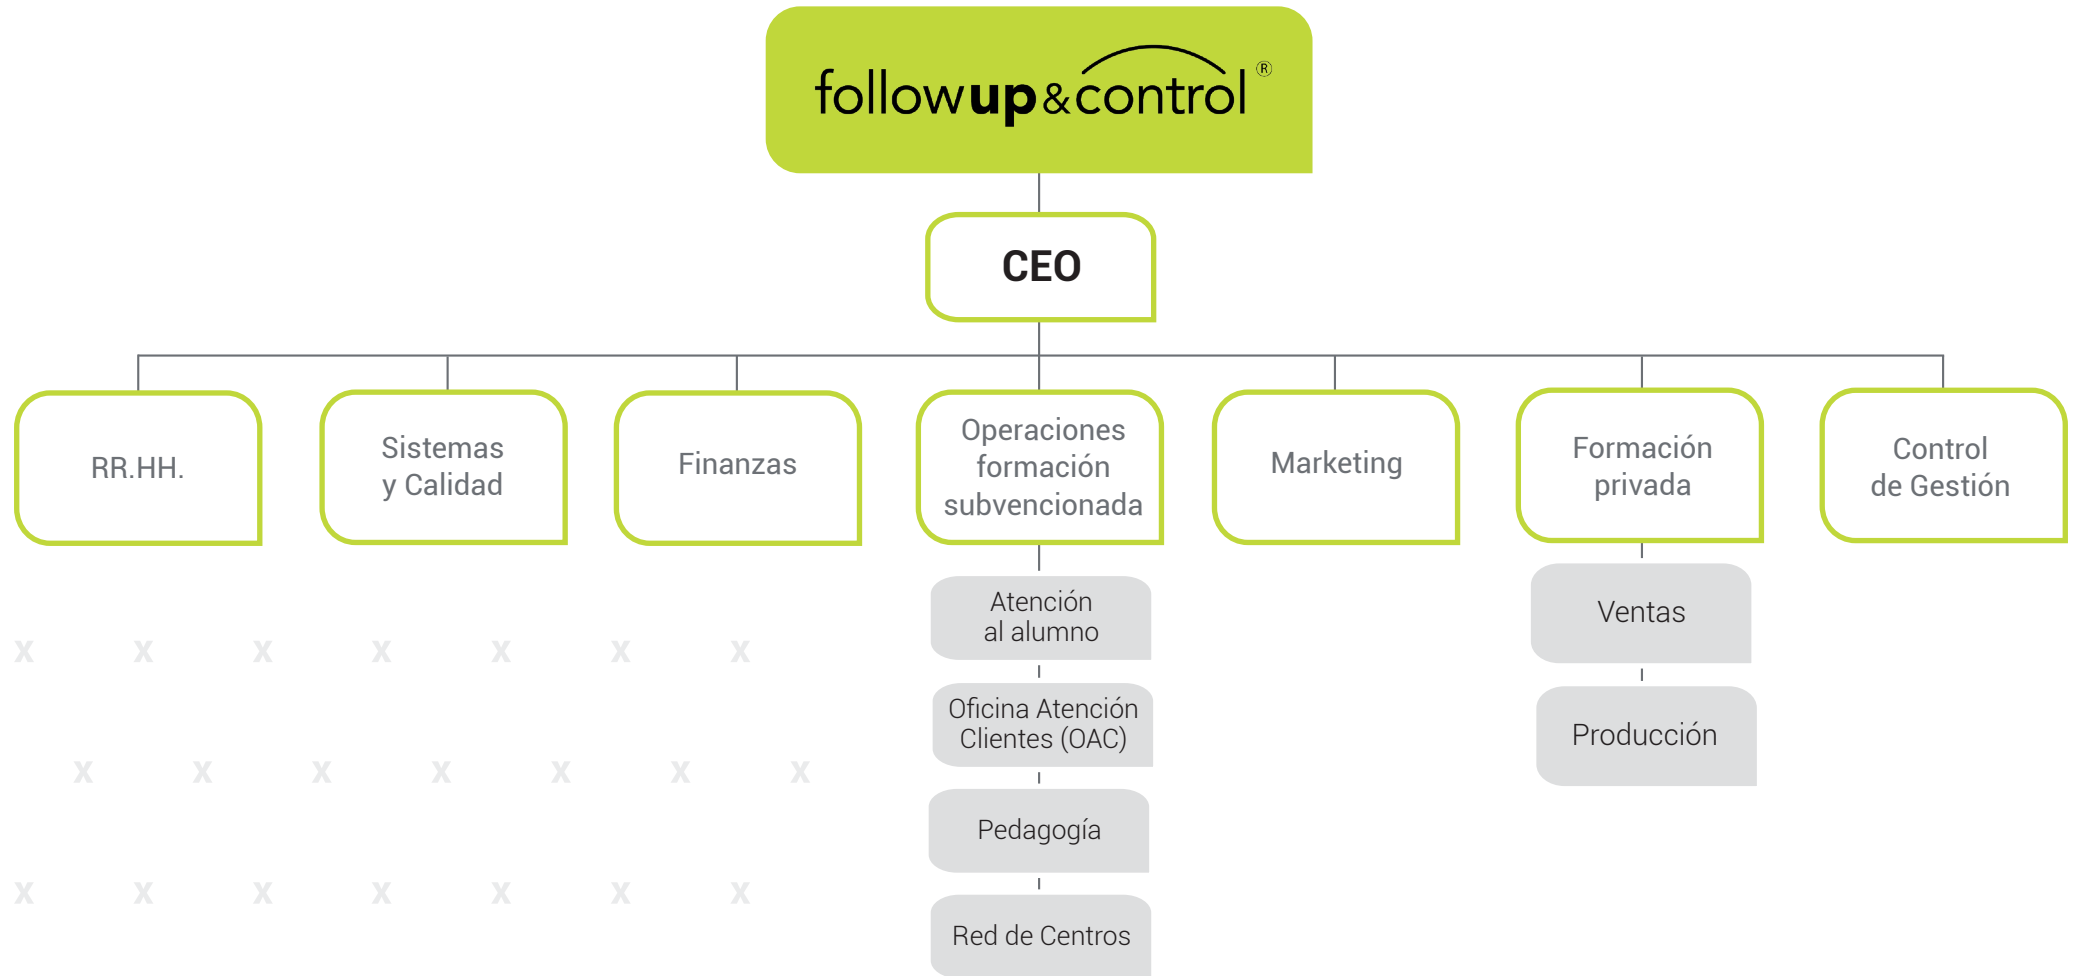 followup&control®
CEO
RR.HH.
Sistemas
y Calidad
Finanzas
Operaciones
formación
subvencionada
Marketing
Formación
privada
Control
de Gestión
Atención
al alumno
Oficina Atención
Clientes (OAC)
Pedagogía
Red de Centros
Ventas
Producción
x x x x x x x
x x x x x x x
x x x x x x x